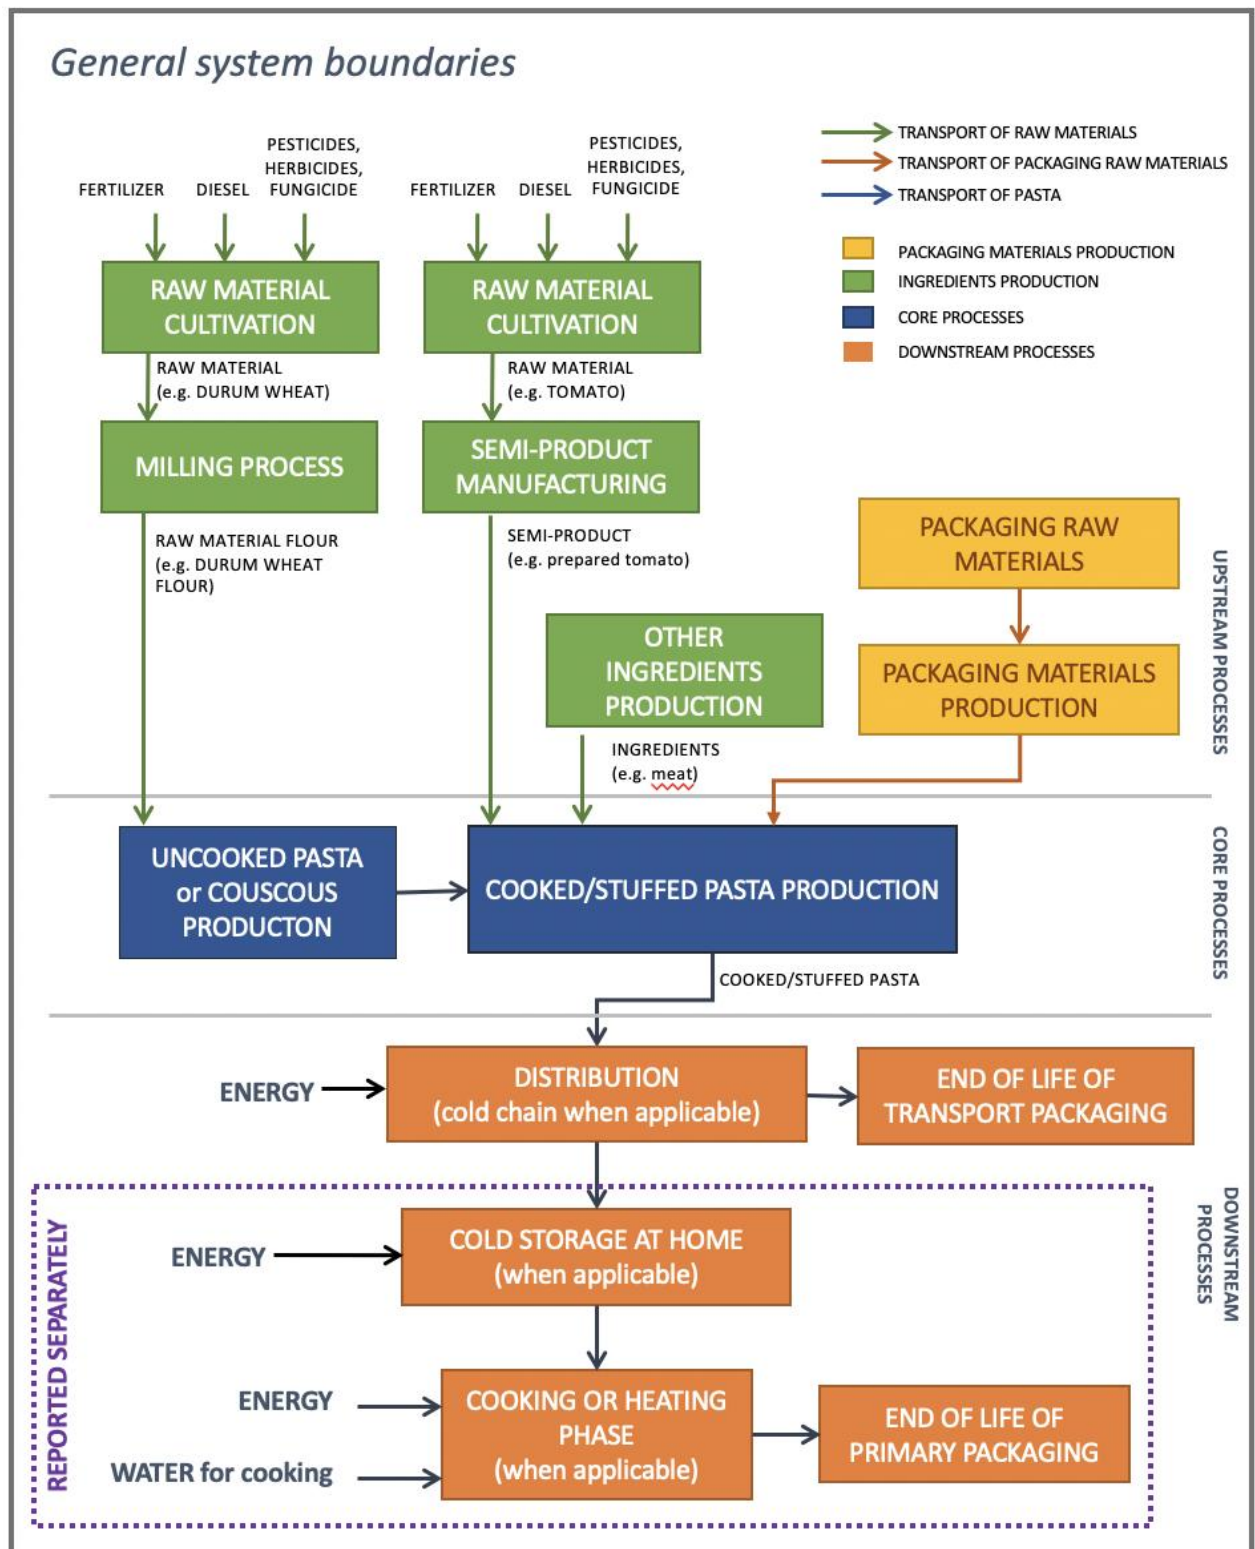 General system boundaries
TRANSPORT OF RAW MATERIALS
TRANSPORT OF PACKAGING RAW MATERIALS
TRANSPORT OF PASTA
PACKAGING MATERIALS PRODUCTION
INGREDIENTS PRODUCTION
CORE PROCESSES
DOWNSTREAM PROCESSES
FERTILIZER
DIESEL
PESTICIDES,
HERBICIDES,
FUNGICIDE
FERTILIZER
DIESEL
PESTICIDES,
HERBICIDES,
FUNGICIDE
RAW MATERIAL
CULTIVATION
RAW MATERIAL
CULTIVATION
RAW MATERIAL
(e.g. DURUM WHEAT)
RAW MATERIAL
(e.g. TOMATO)
MILLING PROCESS
SEMI-PRODUCT
MANUFACTURING
RAW MATERIAL FLOUR
(e.g. DURUM WHEAT
FLOUR)
SEMI-PRODUCT
(e.g. prepared tomato)
PACKAGING RAW
MATERIALS
OTHER
INGREDIENTS
PRODUCTION
PACKAGING MATERIALS
PRODUCTION
INGREDIENTS
(e.g. meat)
UPSTREAM PROCESSES
UNCOOKED PASTA
or COUSCOUS
PRODUCTON
COOKED/STUFFED PASTA PRODUCTION
COOKED/STUFFED PASTA
CORE PROCESSES
ENERGY
DISTRIBUTION
(cold chain when applicable)
END OF LIFE OF
TRANSPORT PACKAGING
REPORTED SEPARATELY
ENERGY
COLD STORAGE AT HOME
(when applicable)
DOWNSTREAM
PROCESSES
ENERGY
WATER for cooking
COOKING OR HEATING
PHASE
(when applicable)
END OF LIFE OF
PRIMARY PACKAGING